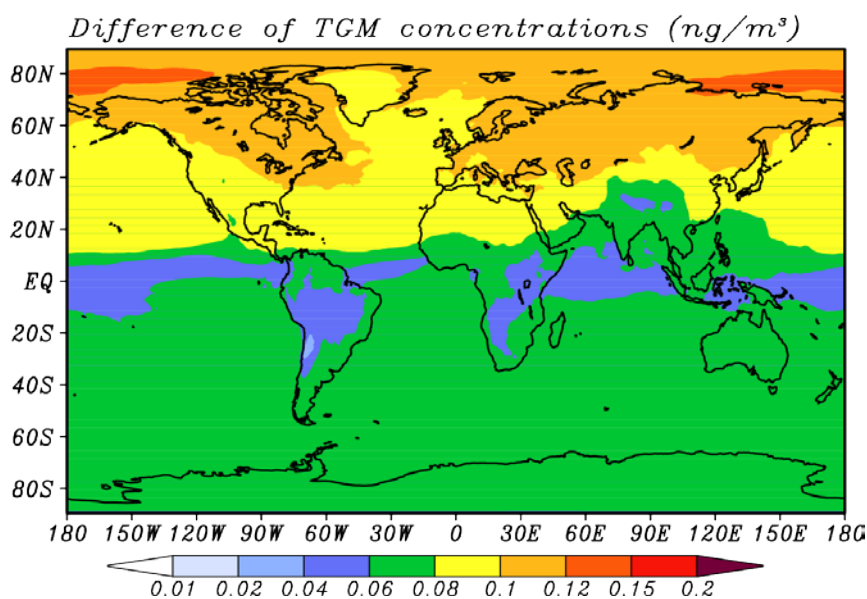 Difference of TGM concentrations (ng/m³)
80N
60N
40N
20N
EQ
20S
40S
60S
80S
180 150W 120W 90W 60W 30W 0 30E 60E 90E 120E 150E 180
0.01 0.02 0.04 0.06 0.08 0.1 0.12 0.15 0.2